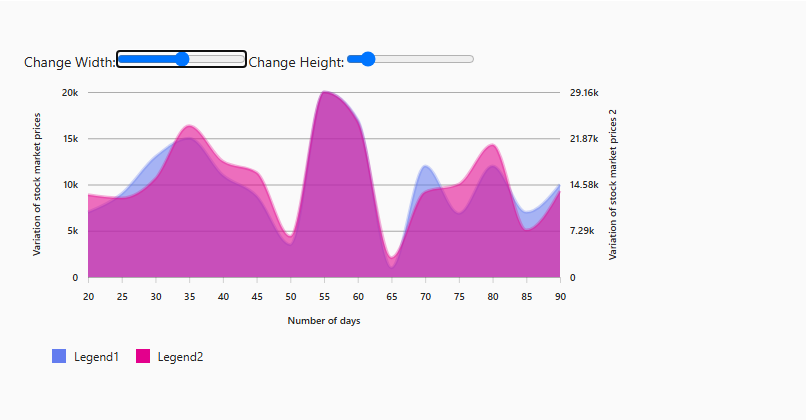 Change Width: Change Height:
Variation of stock market prices
20k
15k
10k
5k
0
29.16k
21.87k
14.58k
7.29k
0
Variation of stock market prices 2
20 25 30 35 40 45 50 55 60 65 70 75 80 85 90
Number of days
Legend1 Legend2